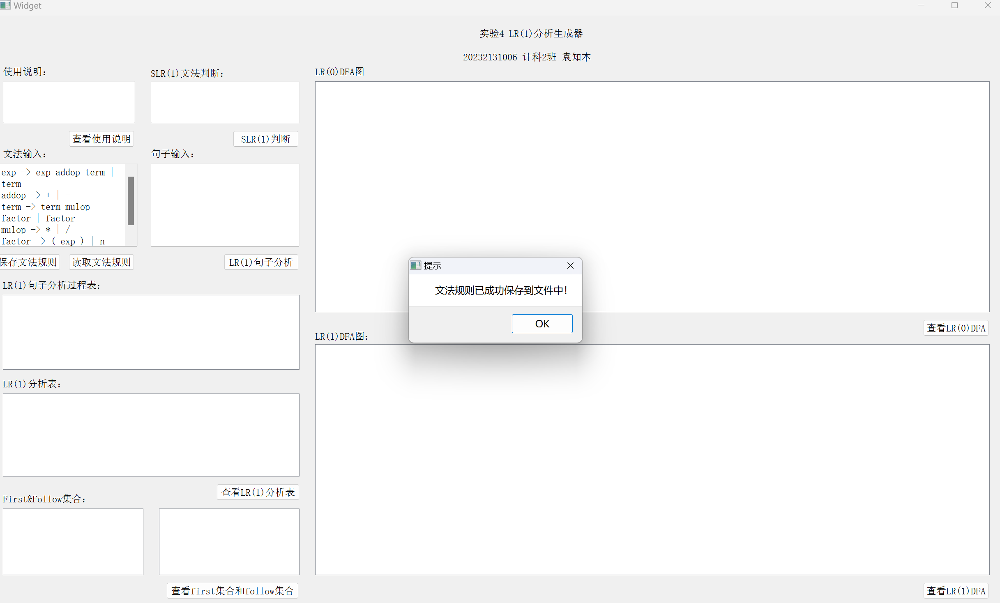 Widget
实验4 LR(1)分析生成器
20232131006 计科2班 袁知本
使用说明：
查看使用说明
SLR(1)文法判断：
SLR(1)判断
文法输入：
exp -> exp addop term |
term
addop -> + | -
term -> term mulop
factor | factor
mulop -> * | /
factor -> ( exp ) | n
保存文法规则
读取文法规则
句子输入：
LR(1)句子分析
LR(1)句子分析过程表：
LR(1)分析表：
查看LR(1)分析表
First&Follow集合：
查看first集合和follow集合
LR(0)DFA图
查看LR(0)DFA
LR(1)DFA图：
查看LR(1)DFA
提示
文法规则已成功保存到文件中！
OK